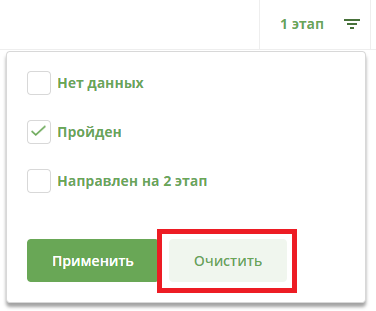 1 этап
Нет данных
Пройден
Направлен на 2 этап
Применить
Очистить